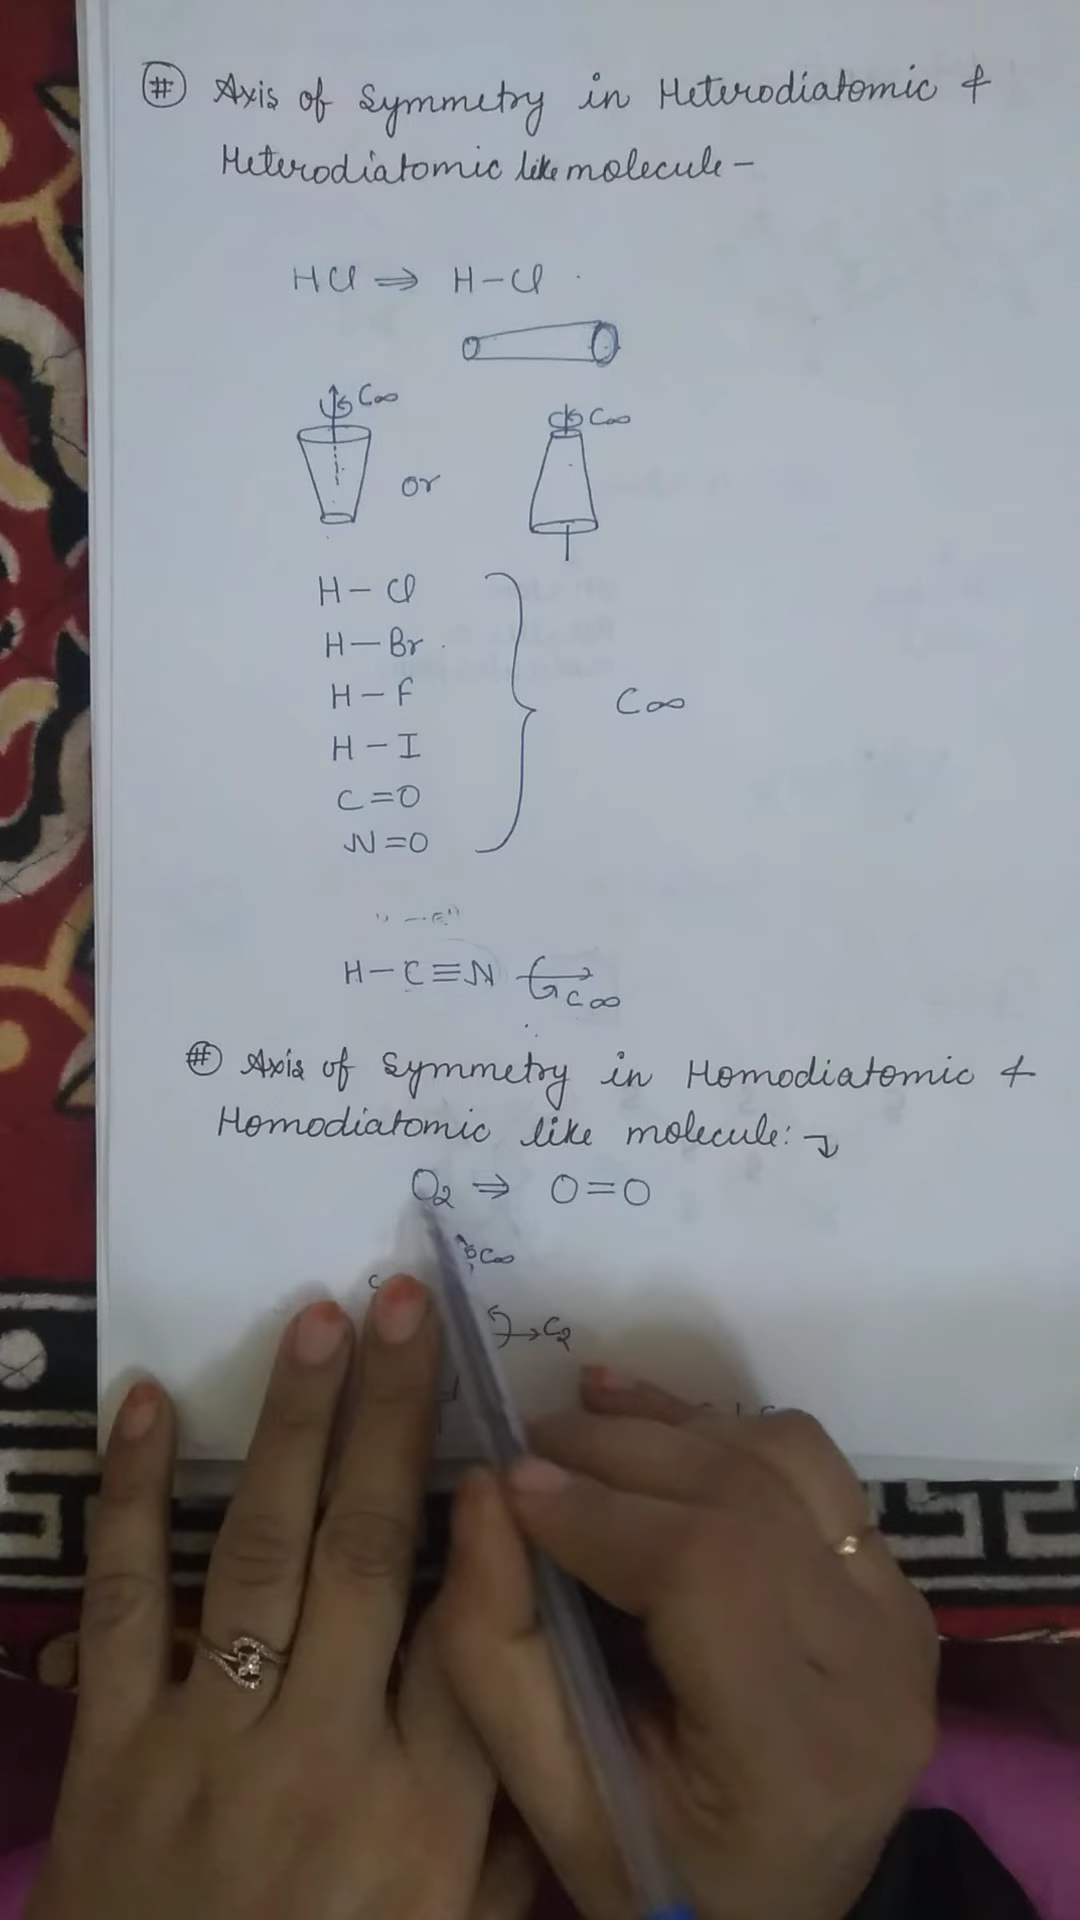 # Axis of Symmetry in Heterodiatomic &
Heterodiatomic like molecule –
HCl ⇒ H–Cl
C∞
C∞
or
H – Cl
H – Br
H – F
H – I
C = O
N = O
C∞
H – C ≡ N
C∞
# Axis of Symmetry in Homodiatomic &
Homodiatomic like molecule: ↴
O2 ⇒ O = O
C∞
→ C2